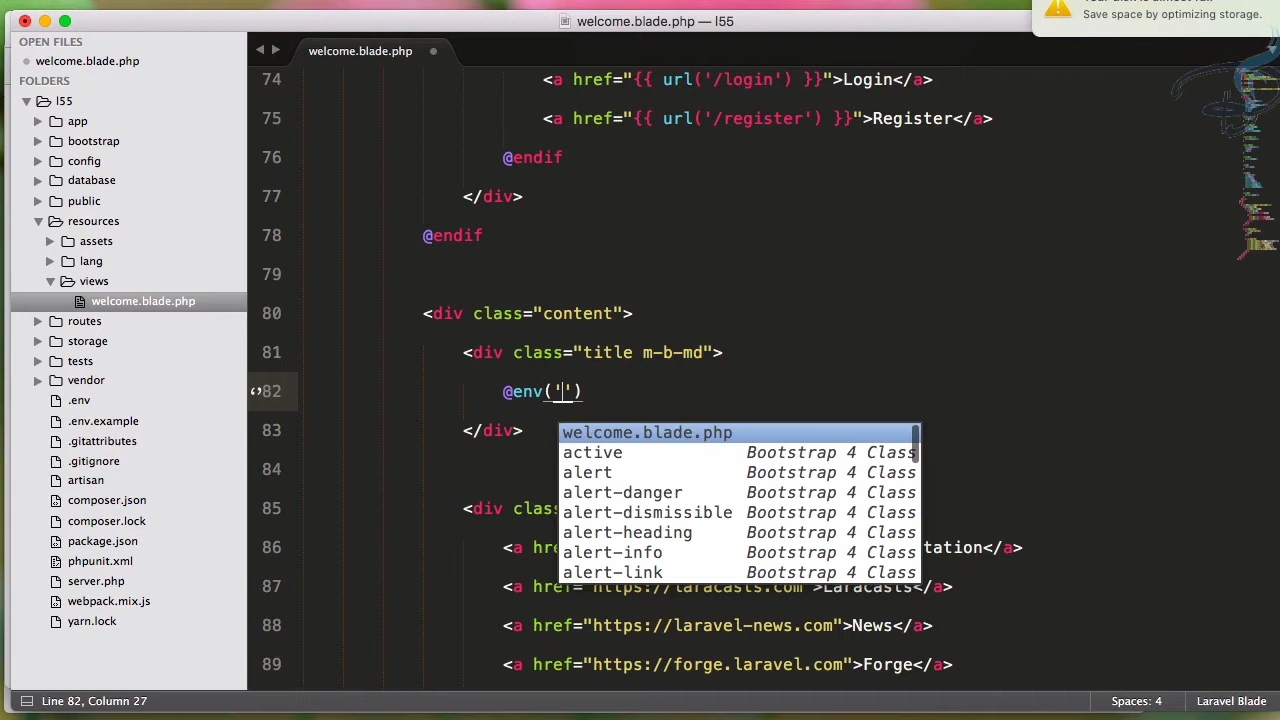 welcome.blade.php — l55
Save space by optimizing storage.
OPEN FILES
welcome.blade.php
FOLDERS
l55
app
bootstrap
config
database
public
resources
assets
lang
views
welcome.blade.php
routes
storage
tests
vendor
.env
.env.example
.gitattributes
.gitignore
artisan
composer.json
composer.lock
package.json
phpunit.xml
server.php
webpack.mix.js
yarn.lock
welcome.blade.php
74 <a href="{{ url('/login') }}">Login</a>
75 <a href="{{ url('/register') }}">Register</a>
76 @endif
77 </div>
78 @endif
79
80 <div class="content">
81 <div class="title m-b-md">
82 @env('')
83 </div>
84
85 <div clas
86 <a hre tation</a>
87 <a href="https://laracasts.com">Laracasts</a>
88 <a href="https://laravel-news.com">News</a>
89 <a href="https://forge.laravel.com">Forge</a>
welcome.blade.php
active Bootstrap 4 Class
alert Bootstrap 4 Class
alert-danger Bootstrap 4 Class
alert-dismissible Bootstrap 4 Class
alert-heading Bootstrap 4 Class
alert-info Bootstrap 4 Class
alert-link Bootstrap 4 Class
Line 82, Column 27
Spaces: 4
Laravel Blade